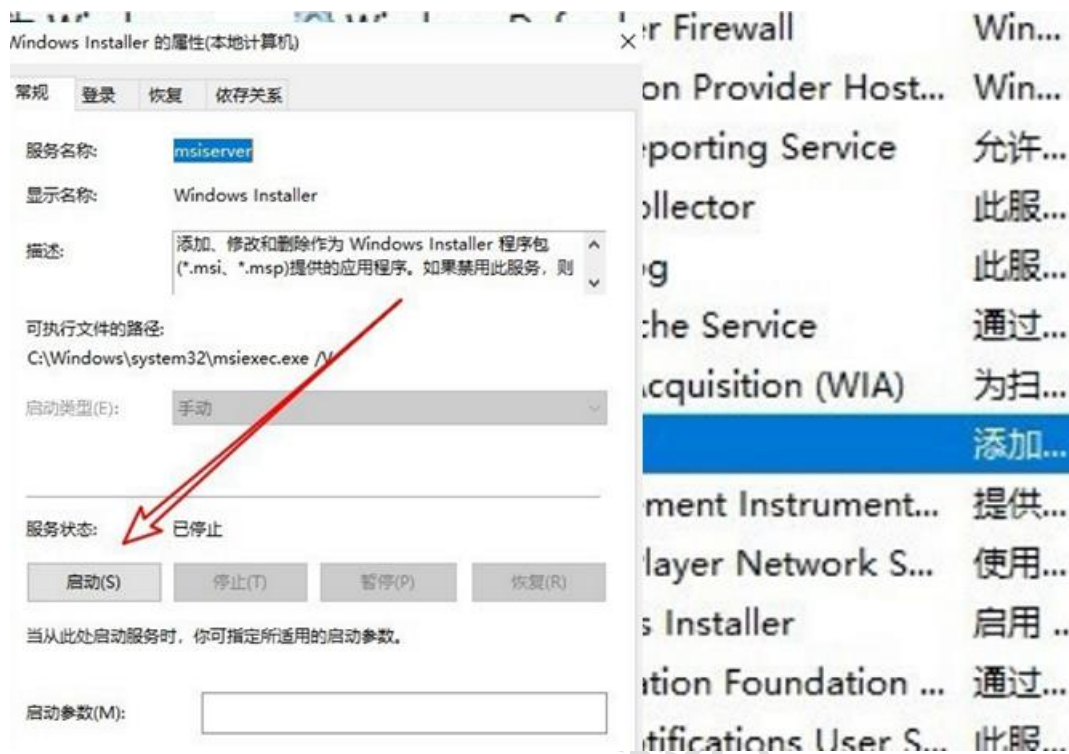 Windows Installer 的属性(本地计算机)
常规 登录 恢复 依存关系
服务名称: msiserver
显示名称: Windows Installer
描述: 添加、修改和删除作为 Windows Installer 程序包
(*.msi、*.msp)提供的应用程序。如果禁用此服务，则
可执行文件的路径:
C:\Windows\system32\msiexec.exe /V
启动类型(E): 手动
服务状态: 已停止
启动(S) 停止(T) 暂停(P) 恢复(R)
当从此处启动服务时，你可指定所适用的启动参数。
启动参数(M):
er Firewall Win...
on Provider Host... Win...
porting Service 允许...
ollector 此服...
og 此服...
che Service 通过...
cquisition (WIA) 为扫...
添加...
ment Instrument... 提供...
layer Network S... 使用...
s Installer 启用 ..
ation Foundation ... 通过...
tifications User S... 此服...